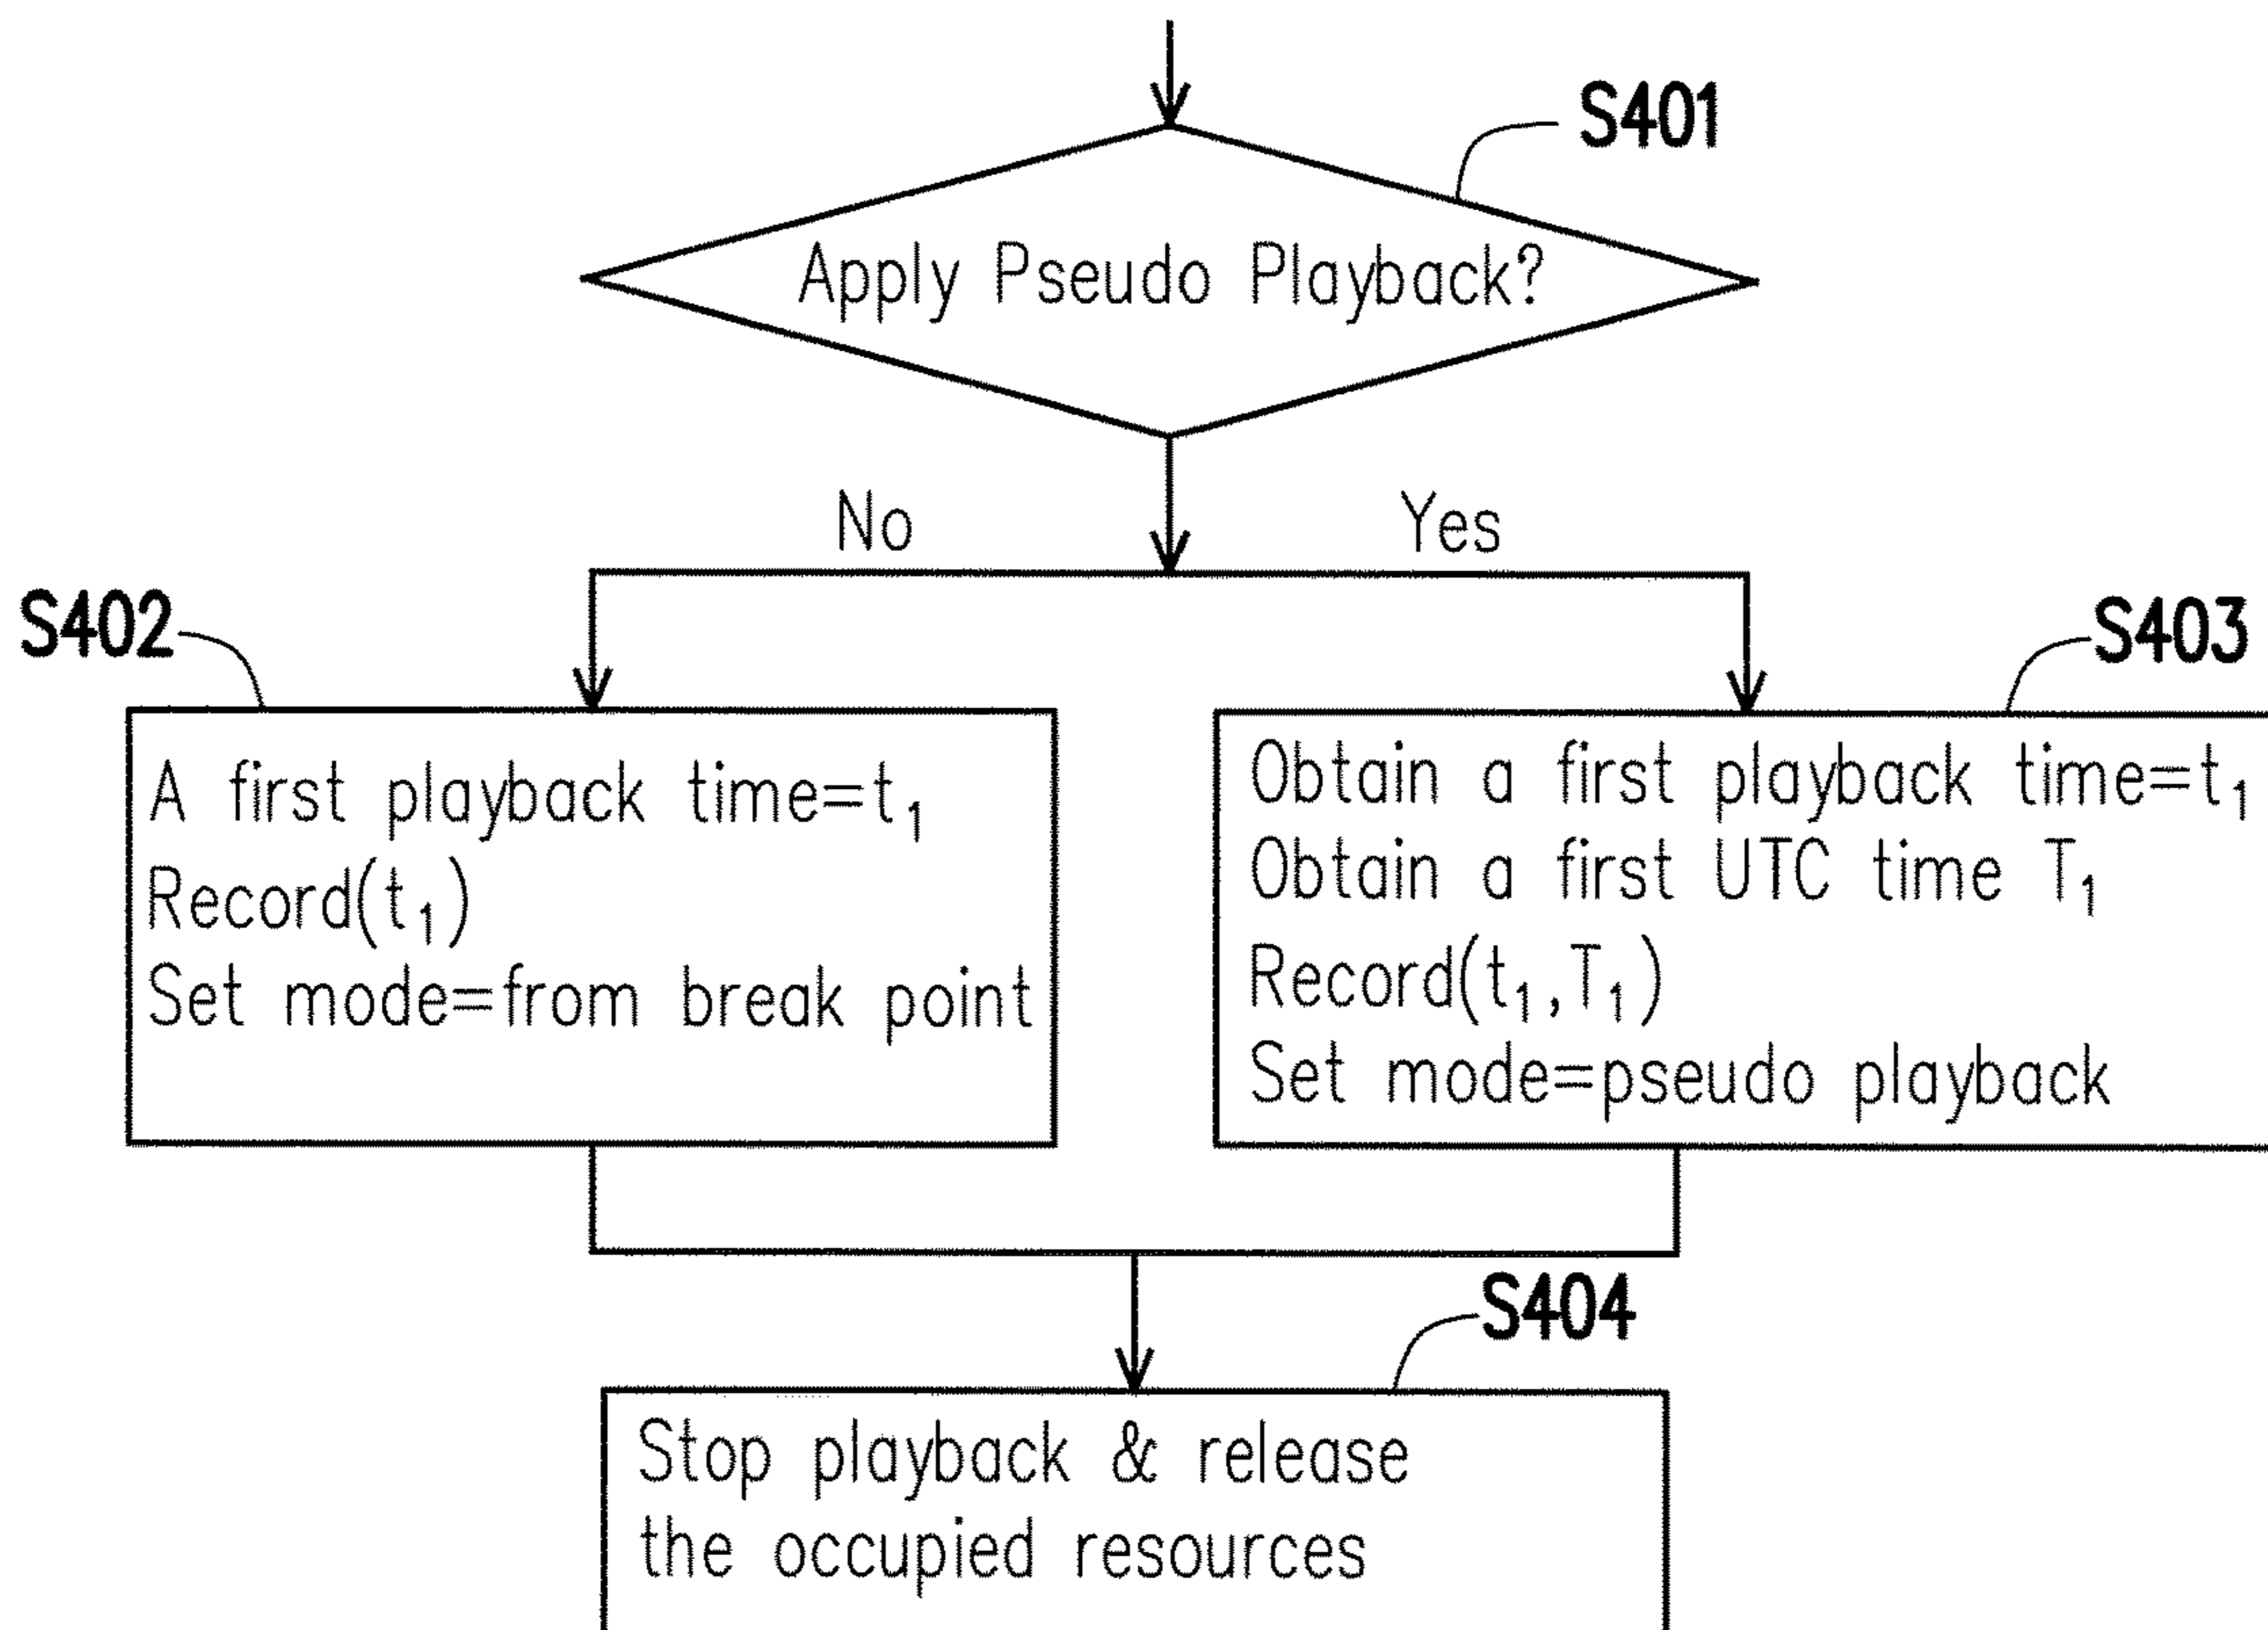 S401
Apply Pseudo Playback?
No
Yes
S402
S403
A first playback time=t₁
Record(t₁)
Set mode=from break point
Obtain a first playback time=t₁
Obtain a first UTC time T₁
Record(t₁,T₁)
Set mode=pseudo playback
S404
Stop playback & release
the occupied resources